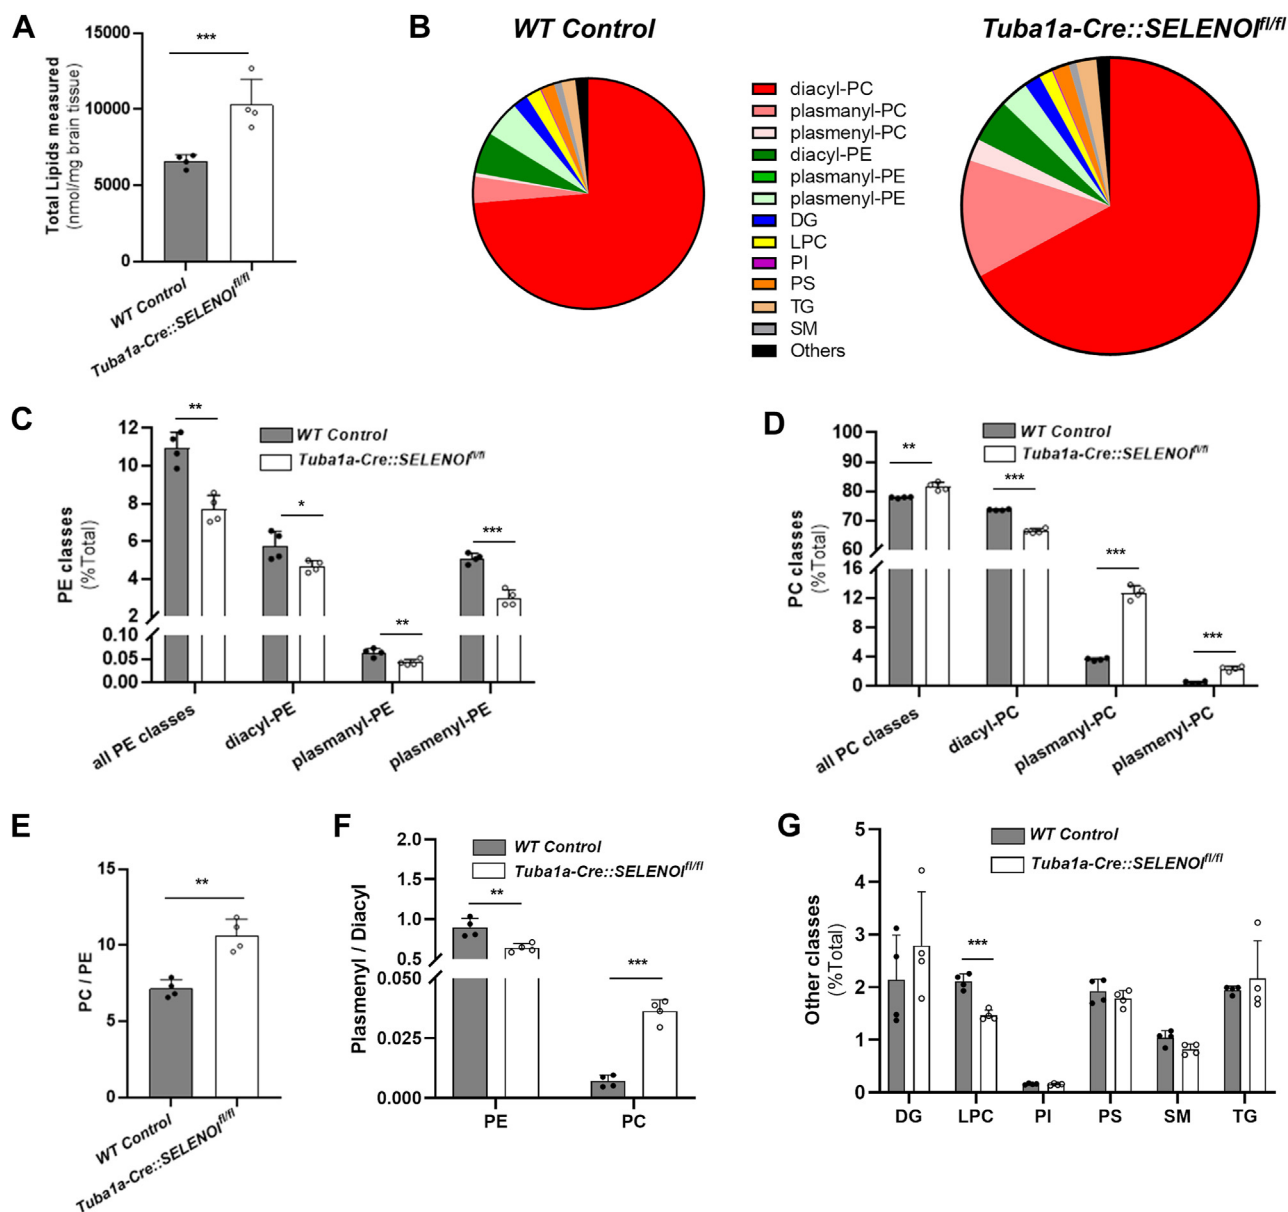 A
15000
10000
5000
0
***
Total Lipids measured
(nmol/mg brain tissue)
WT Control
Tuba1a-Cre::SELENOIfl/fl
B
WT Control
Tuba1a-Cre::SELENOIfl/fl
diacyl-PC
plasmanyl-PC
plasmenyl-PC
diacyl-PE
plasmanyl-PE
plasmenyl-PE
DG
LPC
PI
PS
TG
SM
Others
C
WT Control
Tuba1a-Cre::SELENOIfl/fl
PE classes
(%Total)
12
10
8
6
4
2
0.10
0.05
0.00
**
*
**
***
all PE classes
diacyl-PE
plasmanyl-PE
plasmenyl-PE
D
WT Control
Tuba1a-Cre::SELENOIfl/fl
PC classes
(%Total)
100
90
80
70
60
16
12
8
4
0
**
***
***
***
all PC classes
diacyl-PC
plasmanyl-PC
plasmenyl-PC
E
PC / PE
15
10
5
0
**
WT Control
Tuba1a-Cre::SELENOIfl/fl
F
WT Control
Tuba1a-Cre::SELENOIfl/fl
Plasmenyl / Diacyl
2.0
1.5
1.0
0.5
0.050
0.025
0.000
**
***
PE
PC
G
WT Control
Tuba1a-Cre::SELENOIfl/fl
Other classes
(%Total)
5
4
3
2
1
0
***
DG
LPC
PI
PS
SM
TG